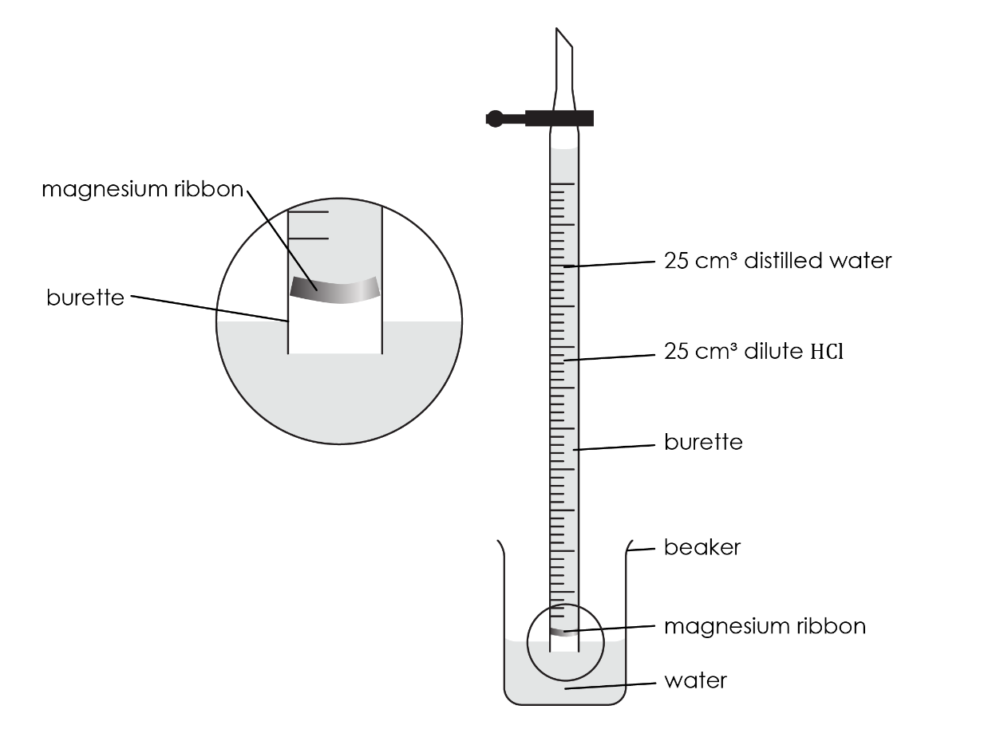 magnesium ribbon
burette
25 cm³ distilled water
25 cm³ dilute HCl
burette
beaker
magnesium ribbon
water